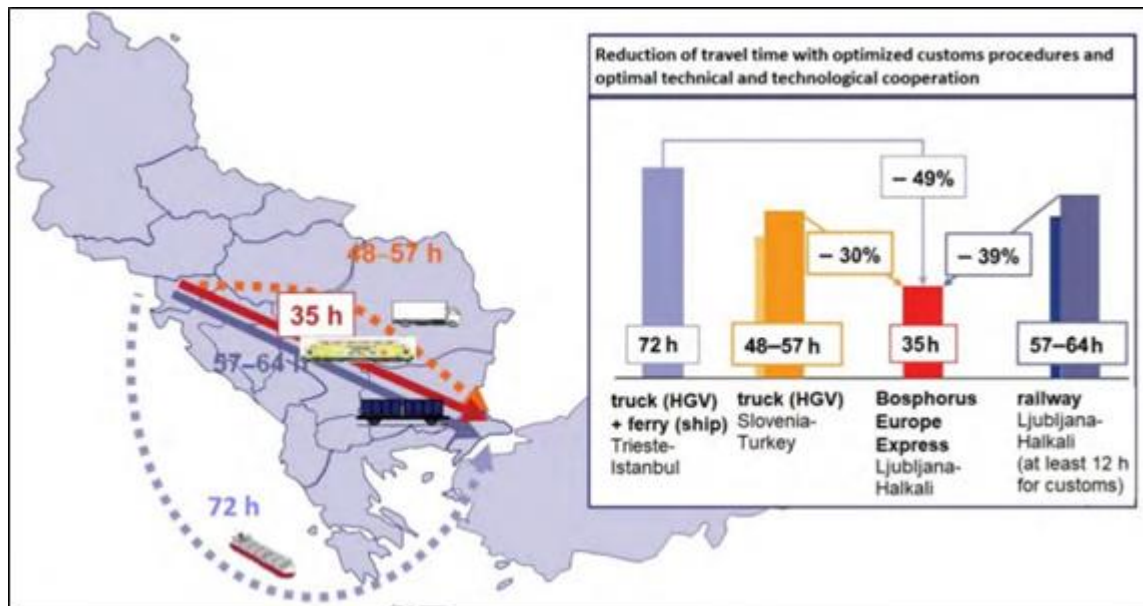 48–57 h
35 h
57–64 h
72 h
Reduction of travel time with optimized customs procedures and
optimal technical and technological cooperation
– 49%
– 30%
– 39%
72 h
48–57 h
35 h
57–64 h
truck (HGV)
+ ferry (ship)
Trieste-
Istanbul
truck (HGV)
Slovenia-
Turkey
Bosphorus
Europe
Express
Ljubljana-
Halkali
railway
Ljubljana-
Halkali
(at least 12 h
for customs)